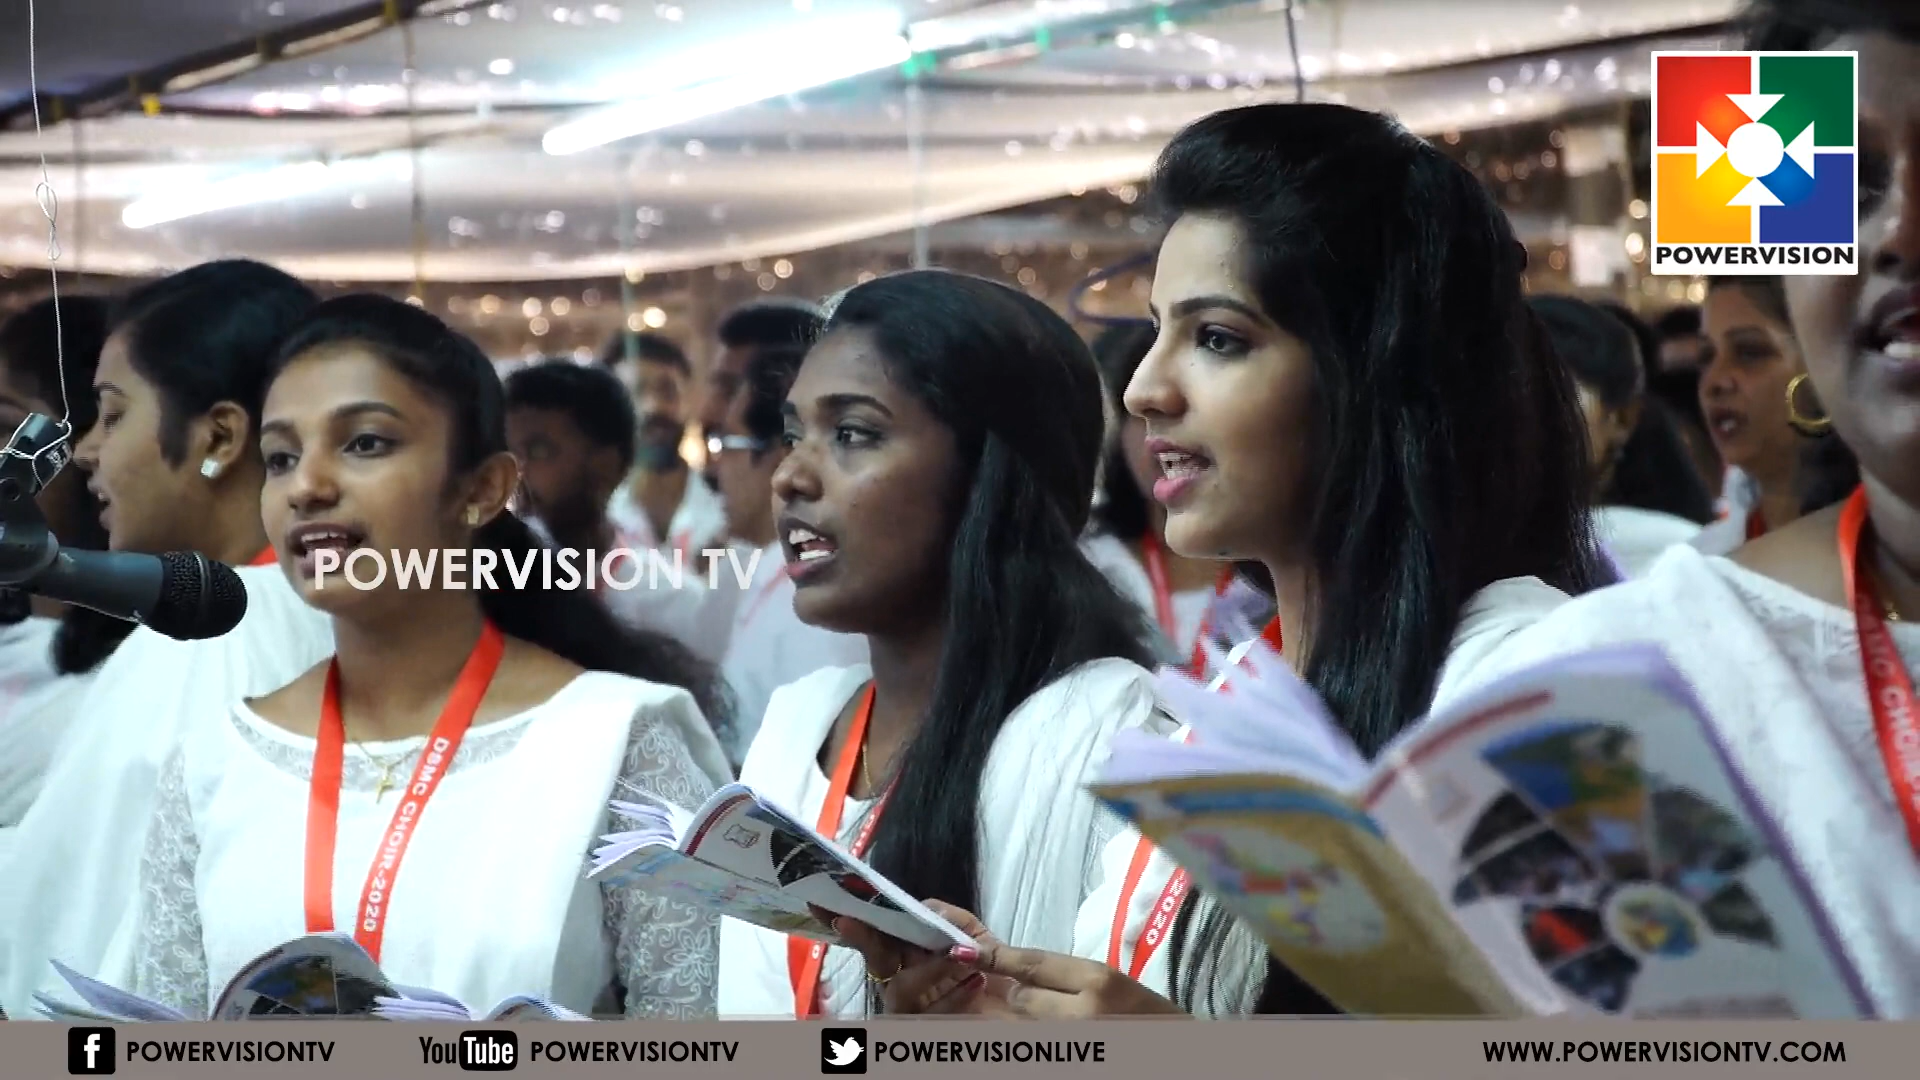 POWERVISION
POWERVISION TV
DSMC CHOIR-2020
POWERVISIONTV
YouTube
POWERVISIONTV
POWERVISIONLIVE
WWW.POWERVISIONTV.COM